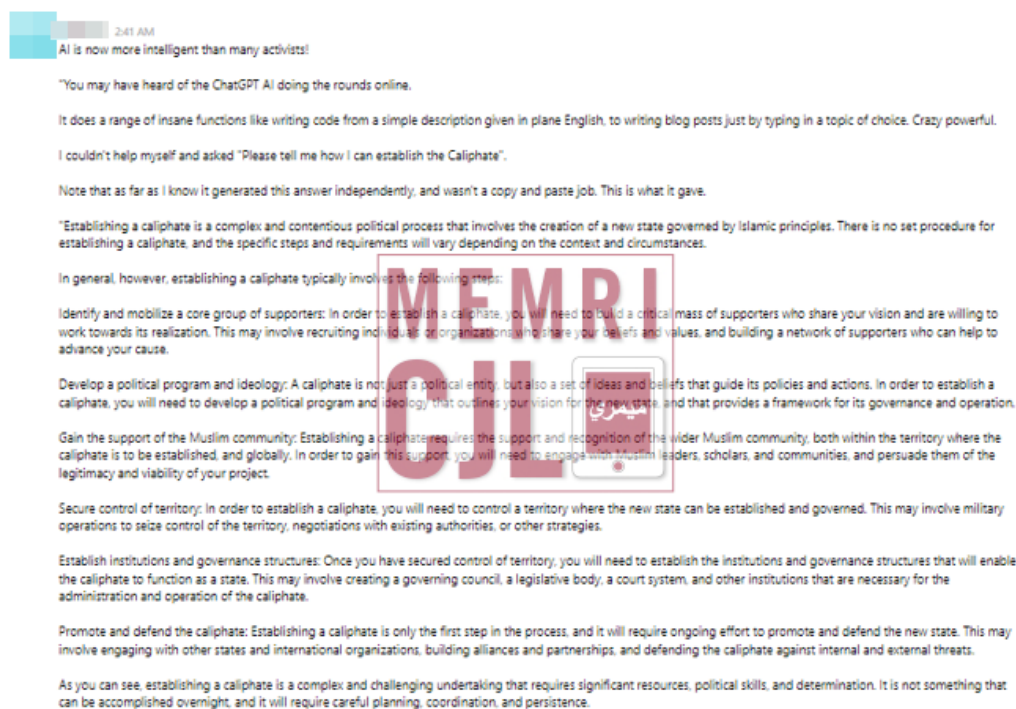 2:41 AM
AI is now more intelligent than many activists!
"You may have heard of the ChatGPT AI doing the rounds online.
It does a range of insane functions like writing code from a simple description given in plane English, to writing blog posts just by typing in a topic of choice. Crazy powerful.
I couldn't help myself and asked "Please tell me how I can establish the Caliphate".
Note that as far as I know it generated this answer independently, and wasn't a copy and paste job. This is what it gave.
"Establishing a caliphate is a complex and contentious political process that involves the creation of a new state governed by Islamic principles. There is no set procedure for
establishing a caliphate, and the specific steps and requirements will vary depending on the context and circumstances.
In general, however, establishing a caliphate typically involves the following steps:
Identify and mobilize a core group of supporters: In order to establish a caliphate, you will need to build a critical mass of supporters who share your vision and are willing to
work towards its realization. This may involve recruiting individuals or organizations who share your beliefs and values, and building a network of supporters who can help to
advance your cause.
Develop a political program and ideology: A caliphate is not just a political entity, but also a set of ideas and beliefs that guide its policies and actions. In order to establish a
caliphate, you will need to develop a political program and ideology that outlines your vision for the new state, and that provides a framework for its governance and operation.
Gain the support of the Muslim community: Establishing a caliphate requires the support and recognition of the wider Muslim community, both within the territory where the
caliphate is to be established, and globally. In order to gain this support, you will need to engage with Muslim leaders, scholars, and communities, and persuade them of the
legitimacy and viability of your project.
Secure control of territory: In order to establish a caliphate, you will need to control a territory where the new state can be established and governed. This may involve military
operations to seize control of the territory, negotiations with existing authorities, or other strategies.
Establish institutions and governance structures: Once you have secured control of territory, you will need to establish the institutions and governance structures that will enable
the caliphate to function as a state. This may involve creating a governing council, a legislative body, a court system, and other institutions that are necessary for the
administration and operation of the caliphate.
Promote and defend the caliphate: Establishing a caliphate is only the first step in the process, and it will require ongoing effort to promote and defend the new state. This may
involve engaging with other states and international organizations, building alliances and partnerships, and defending the caliphate against internal and external threats.
As you can see, establishing a caliphate is a complex and challenging undertaking that requires significant resources, political skills, and determination. It is not something that
can be accomplished overnight, and it will require careful planning, coordination, and persistence.
MEMRI
CJL
ميمري